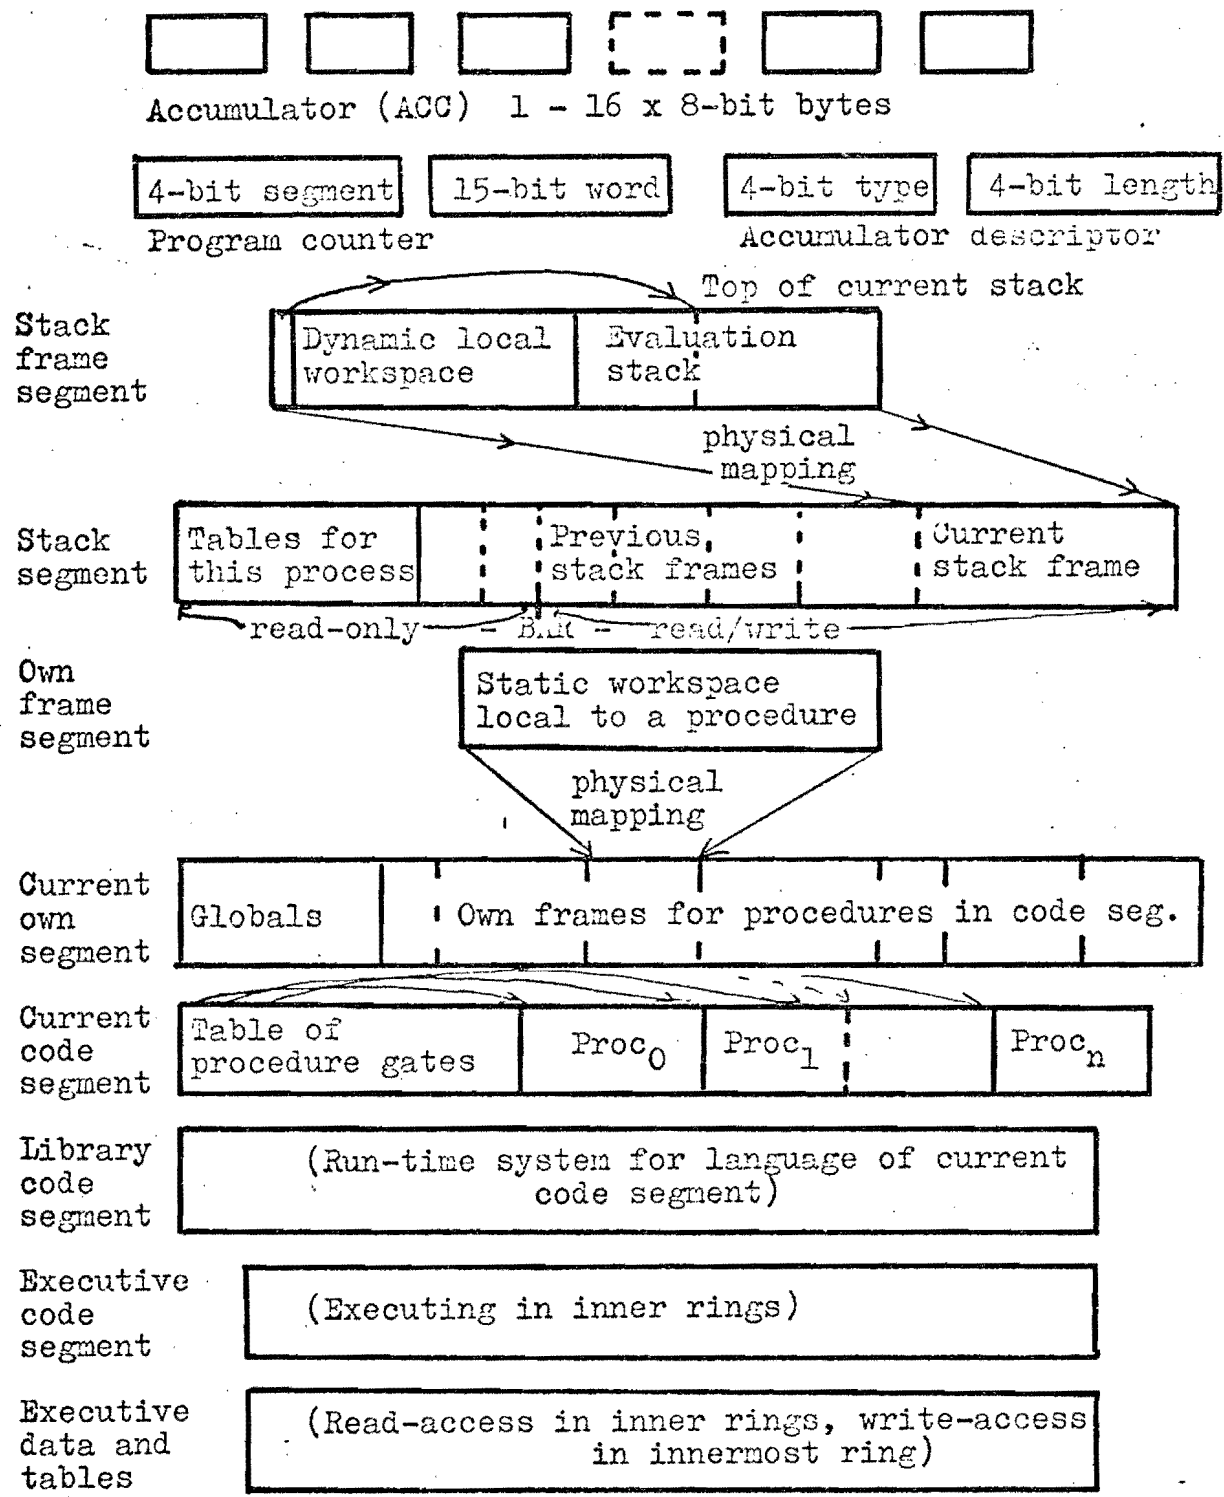 Accumulator (ACC) 1 - 16 x 8-bit bytes
4-bit segment
15-bit word
4-bit type
4-bit length
Program counter
Accumulator descriptor
Top of current stack
Stack
frame
segment
Dynamic local
workspace
Evaluation
stack
physical
mapping
Stack
segment
Tables for
this process
Previous
stack frames
Current
stack frame
read-only
read/write
Own
frame
segment
Static workspace
local to a procedure
physical
mapping
Current
own
segment
Globals
Own frames for procedures in code seg.
Current
code
segment
Table of
procedure gates
Proc0
Proc1
Procn
Library
code
segment
(Run-time system for language of current
code segment)
Executive
code
segment
(Executing in inner rings)
Executive
data and
tables
(Read-access in inner rings, write-access
in innermost ring)